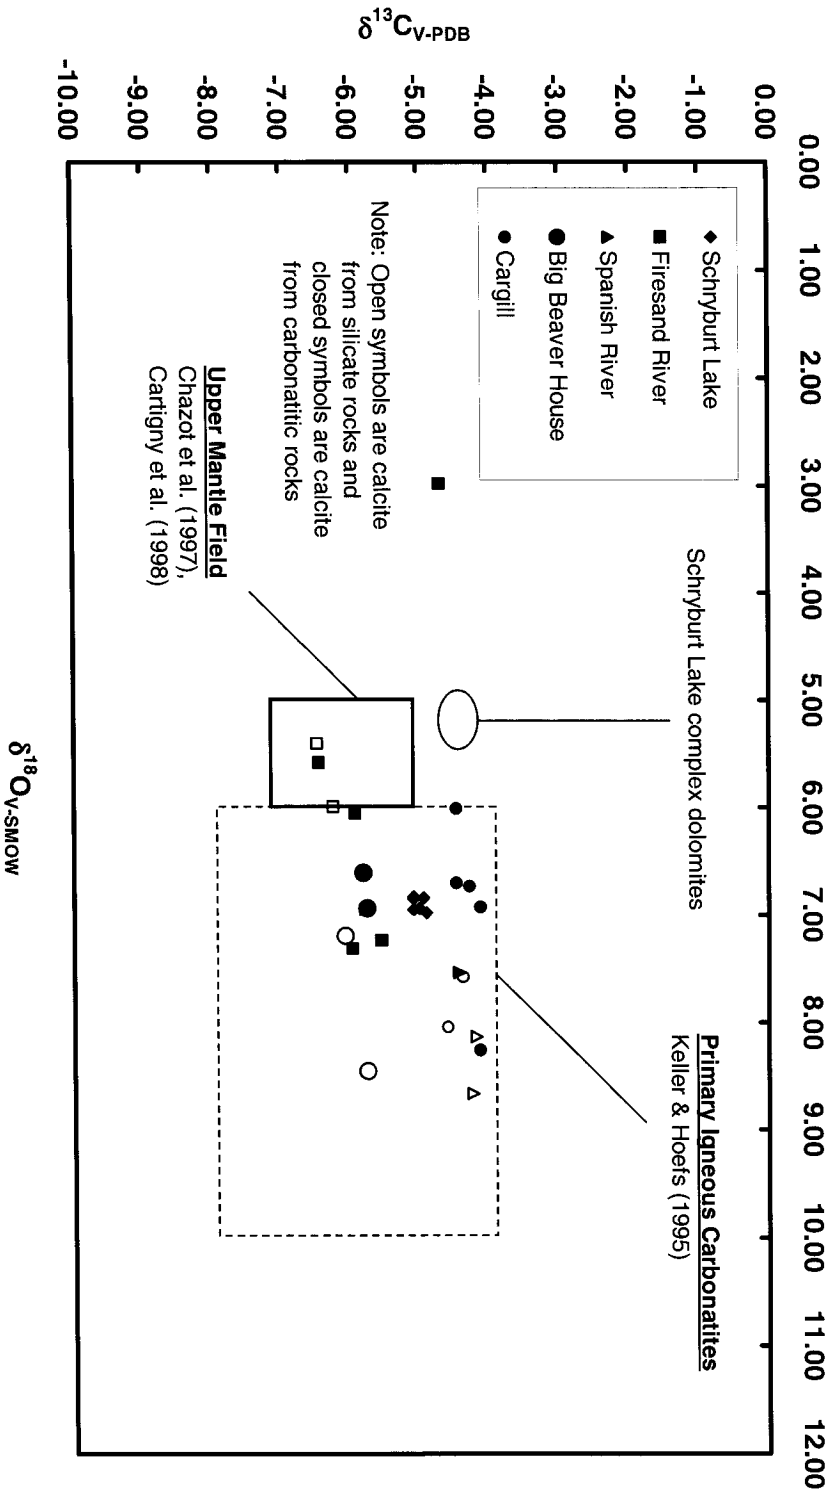 0.00 1.00 2.00 3.00 4.00 5.00 6.00 7.00 8.00 9.00 10.00 11.00 12.00
0.00
-1.00
-2.00
-3.00
-4.00
-5.00
-6.00
-7.00
-8.00
-9.00
-10.00
δ¹³C V-PDB
◆ Schryburt Lake
■ Firesand River
▲ Spanish River
● Big Beaver House
● Cargill
Schryburt Lake complex dolomites
Primary Igneous Carbonatites
Keller & Hoefs (1995)
Note: Open symbols are calcite
from silicate rocks and
closed symbols are calcite
from carbonatitic rocks
Upper Mantle Field
Chazot et al. (1997),
Cartigny et al. (1998)
δ¹⁸O V-SMOW